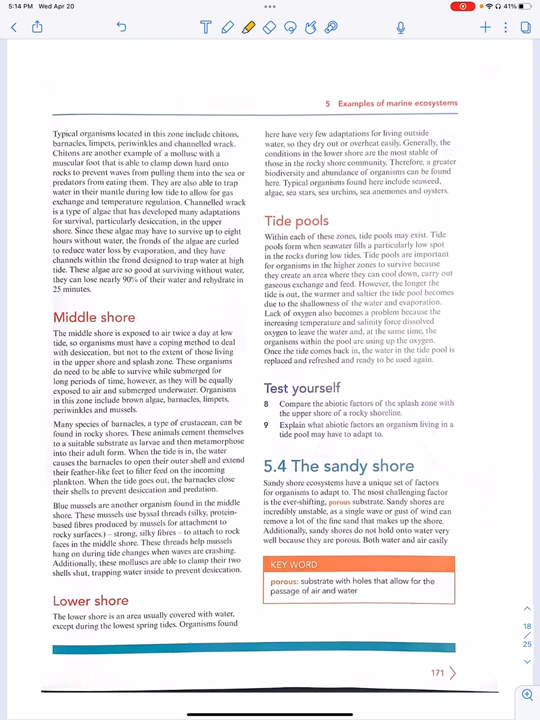 5:14 PM Wed Apr 20
41%
5 Examples of marine ecosystems
Typical organisms located in this zone include chitons,
barnacles, limpets, periwinkles and channelled wrack.
Chitons are another example of a mollusc with a
muscular foot that is able to clamp down hard onto
rocks to prevent waves from pulling them into the sea or
predators from eating them. They are also able to trap
water in their mantle during low tide to allow for gas
exchange and temperature regulation. Channelled wrack
is a type of algae that has developed many adaptations
for survival, particularly desiccation, in the upper
shore. Since these algae may have to survive up to eight
hours without water, the fronds of the algae are curled
to reduce water loss by evaporation, and they have
channels within the frond designed to trap water at high
tide. These algae are so good at surviving without water,
they can lose nearly 90% of their water and rehydrate in
25 minutes.
Middle shore
The middle shore is exposed to air twice a day at low
tide, so organisms must have a coping method to deal
with desiccation, but not to the extent of those living
in the upper shore and splash zone. These organisms
do need to be able to survive while submerged for
long periods of time, however, as they will be equally
exposed to air and submerged underwater. Organisms
in this zone include brown algae, barnacles, limpets,
periwinkles and mussels.
Many species of barnacles, a type of crustacean, can be
found in rocky shores. These animals cement themselves
to a suitable substrate as larvae and then metamorphose
into their adult form. When the tide is in, the water
causes the barnacles to open their outer shell and extend
their feather-like feet to filter feed on the incoming
plankton. When the tide goes out, the barnacles close
their shells to prevent desiccation and predation.
Blue mussels are another organism found in the middle
shore. These mussels use byssal threads (silky, protein-
based fibres produced by mussels for attachment to
rocky surfaces.) – strong, silky fibres – to attach to rock
faces in the middle shore. These threads help mussels
hang on during tide changes when waves are crashing.
Additionally, these molluscs are able to clamp their two
shells shut, trapping water inside to prevent desiccation.
Lower shore
The lower shore is an area usually covered with water,
except during the lowest spring tides. Organisms found
here have very few adaptations for living outside
water, so they dry out or overheat easily. Generally, the
conditions in the lower shore are the most stable of
those in the rocky shore community. Therefore, a greater
biodiversity and abundance of organisms can be found
here. Typical organisms found here include seaweed,
algae, sea stars, sea urchins, sea anemones and oysters.
Tide pools
Within each of these zones, tide pools may exist. Tide
pools form when seawater fills a particularly low spot
in the rocks during low tides. Tide pools are important
for organisms in the higher zones to survive because
they create an area where they can cool down, carry out
gaseous exchange and feed. However, the longer the
tide is out, the warmer and saltier the tide pool becomes
due to the shallowness of the water and evaporation.
Lack of oxygen also becomes a problem because the
increasing temperature and salinity force dissolved
oxygen to leave the water and, at the same time, the
organisms within the pool are using up the oxygen.
Once the tide comes back in, the water in the tide pool is
replaced and refreshed and ready to be used again.
Test yourself
8 Compare the abiotic factors of the splash zone with
the upper shore of a rocky shoreline.
9 Explain what abiotic factors an organism living in a
tide pool may have to adapt to.
5.4 The sandy shore
Sandy shore ecosystems have a unique set of factors
for organisms to adapt to. The most challenging factor
is the ever-shifting, porous substrate. Sandy shores are
incredibly unstable, as a single wave or gust of wind can
remove a lot of the fine sand that makes up the shore.
Additionally, sandy shores do not hold onto water very
well because they are porous. Both water and air easily
KEY WORD
porous: substrate with holes that allow for the
passage of air and water
171
18
/
25